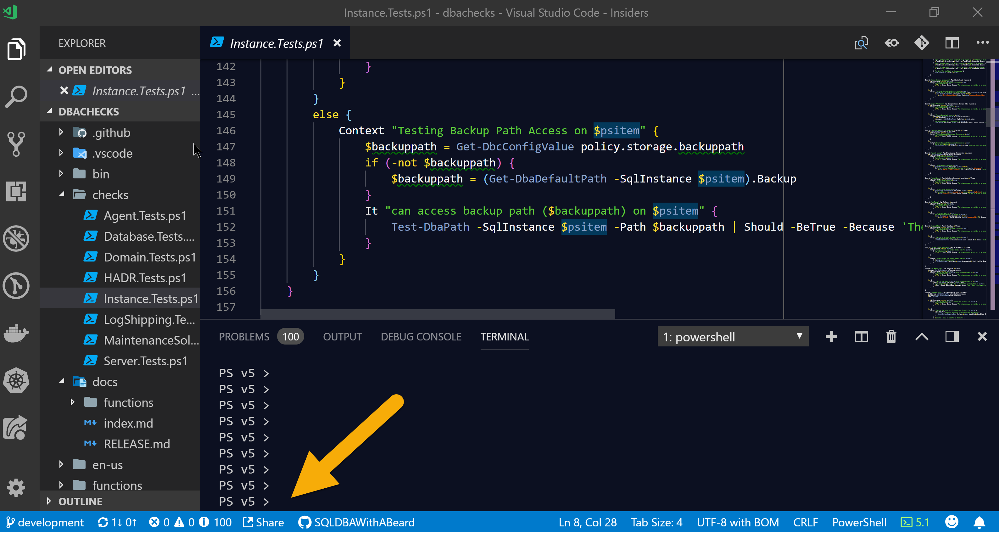 Instance.Tests.ps1 - dbachecks - Visual Studio Code - Insiders
EXPLORER
OPEN EDITORS
Instance.Tests.ps1 ...
DBACHECKS
.github
.vscode
bin
checks
Agent.Tests.ps1
Database.Tests....
Domain.Tests.ps1
HADR.Tests.ps1
Instance.Tests.ps1
LogShipping.Te...
MaintenanceSol...
Server.Tests.ps1
docs
functions
index.md
RELEASE.md
en-us
functions
OUTLINE
Instance.Tests.ps1
142 }
143 }
144 }
145 else {
146 Context "Testing Backup Path Access on $psitem" {
147 $backuppath = Get-DbcConfigValue policy.storage.backuppath
148 if (-not $backuppath) {
149 $backuppath = (Get-DbaDefaultPath -SqlInstance $psitem).Backup
150 }
151 It "can access backup path ($backuppath) on $psitem" {
152 Test-DbaPath -SqlInstance $psitem -Path $backuppath | Should -BeTrue -Because 'The
153 }
154 }
155 }
156 }
157
PROBLEMS 100 OUTPUT DEBUG CONSOLE TERMINAL 1: powershell
PS v5 >
PS v5 >
PS v5 >
PS v5 >
PS v5 >
PS v5 >
PS v5 >
PS v5 >
PS v5 >
development 1↓ 0↑ 0 0 100 Share SQLDBAWithABeard Ln 8, Col 28 Tab Size: 4 UTF-8 with BOM CRLF PowerShell 5.1